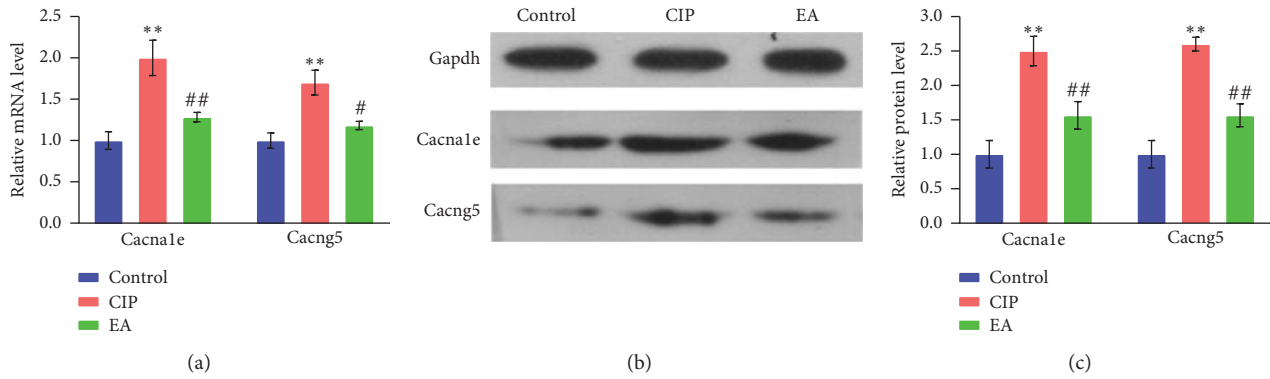 Relative mRNA level
2.5
2.0
1.5
1.0
0.5
0.0
**
##
**
#
Cacna1e
Cacng5
Control
CIP
EA
(a)
Control CIP EA
Gapdh
Cacna1e
Cacng5
(b)
Relative protein level
3.0
2.5
2.0
1.5
1.0
0.5
0.0
**
##
**
##
Cacna1e
Cacng5
Control
CIP
EA
(c)